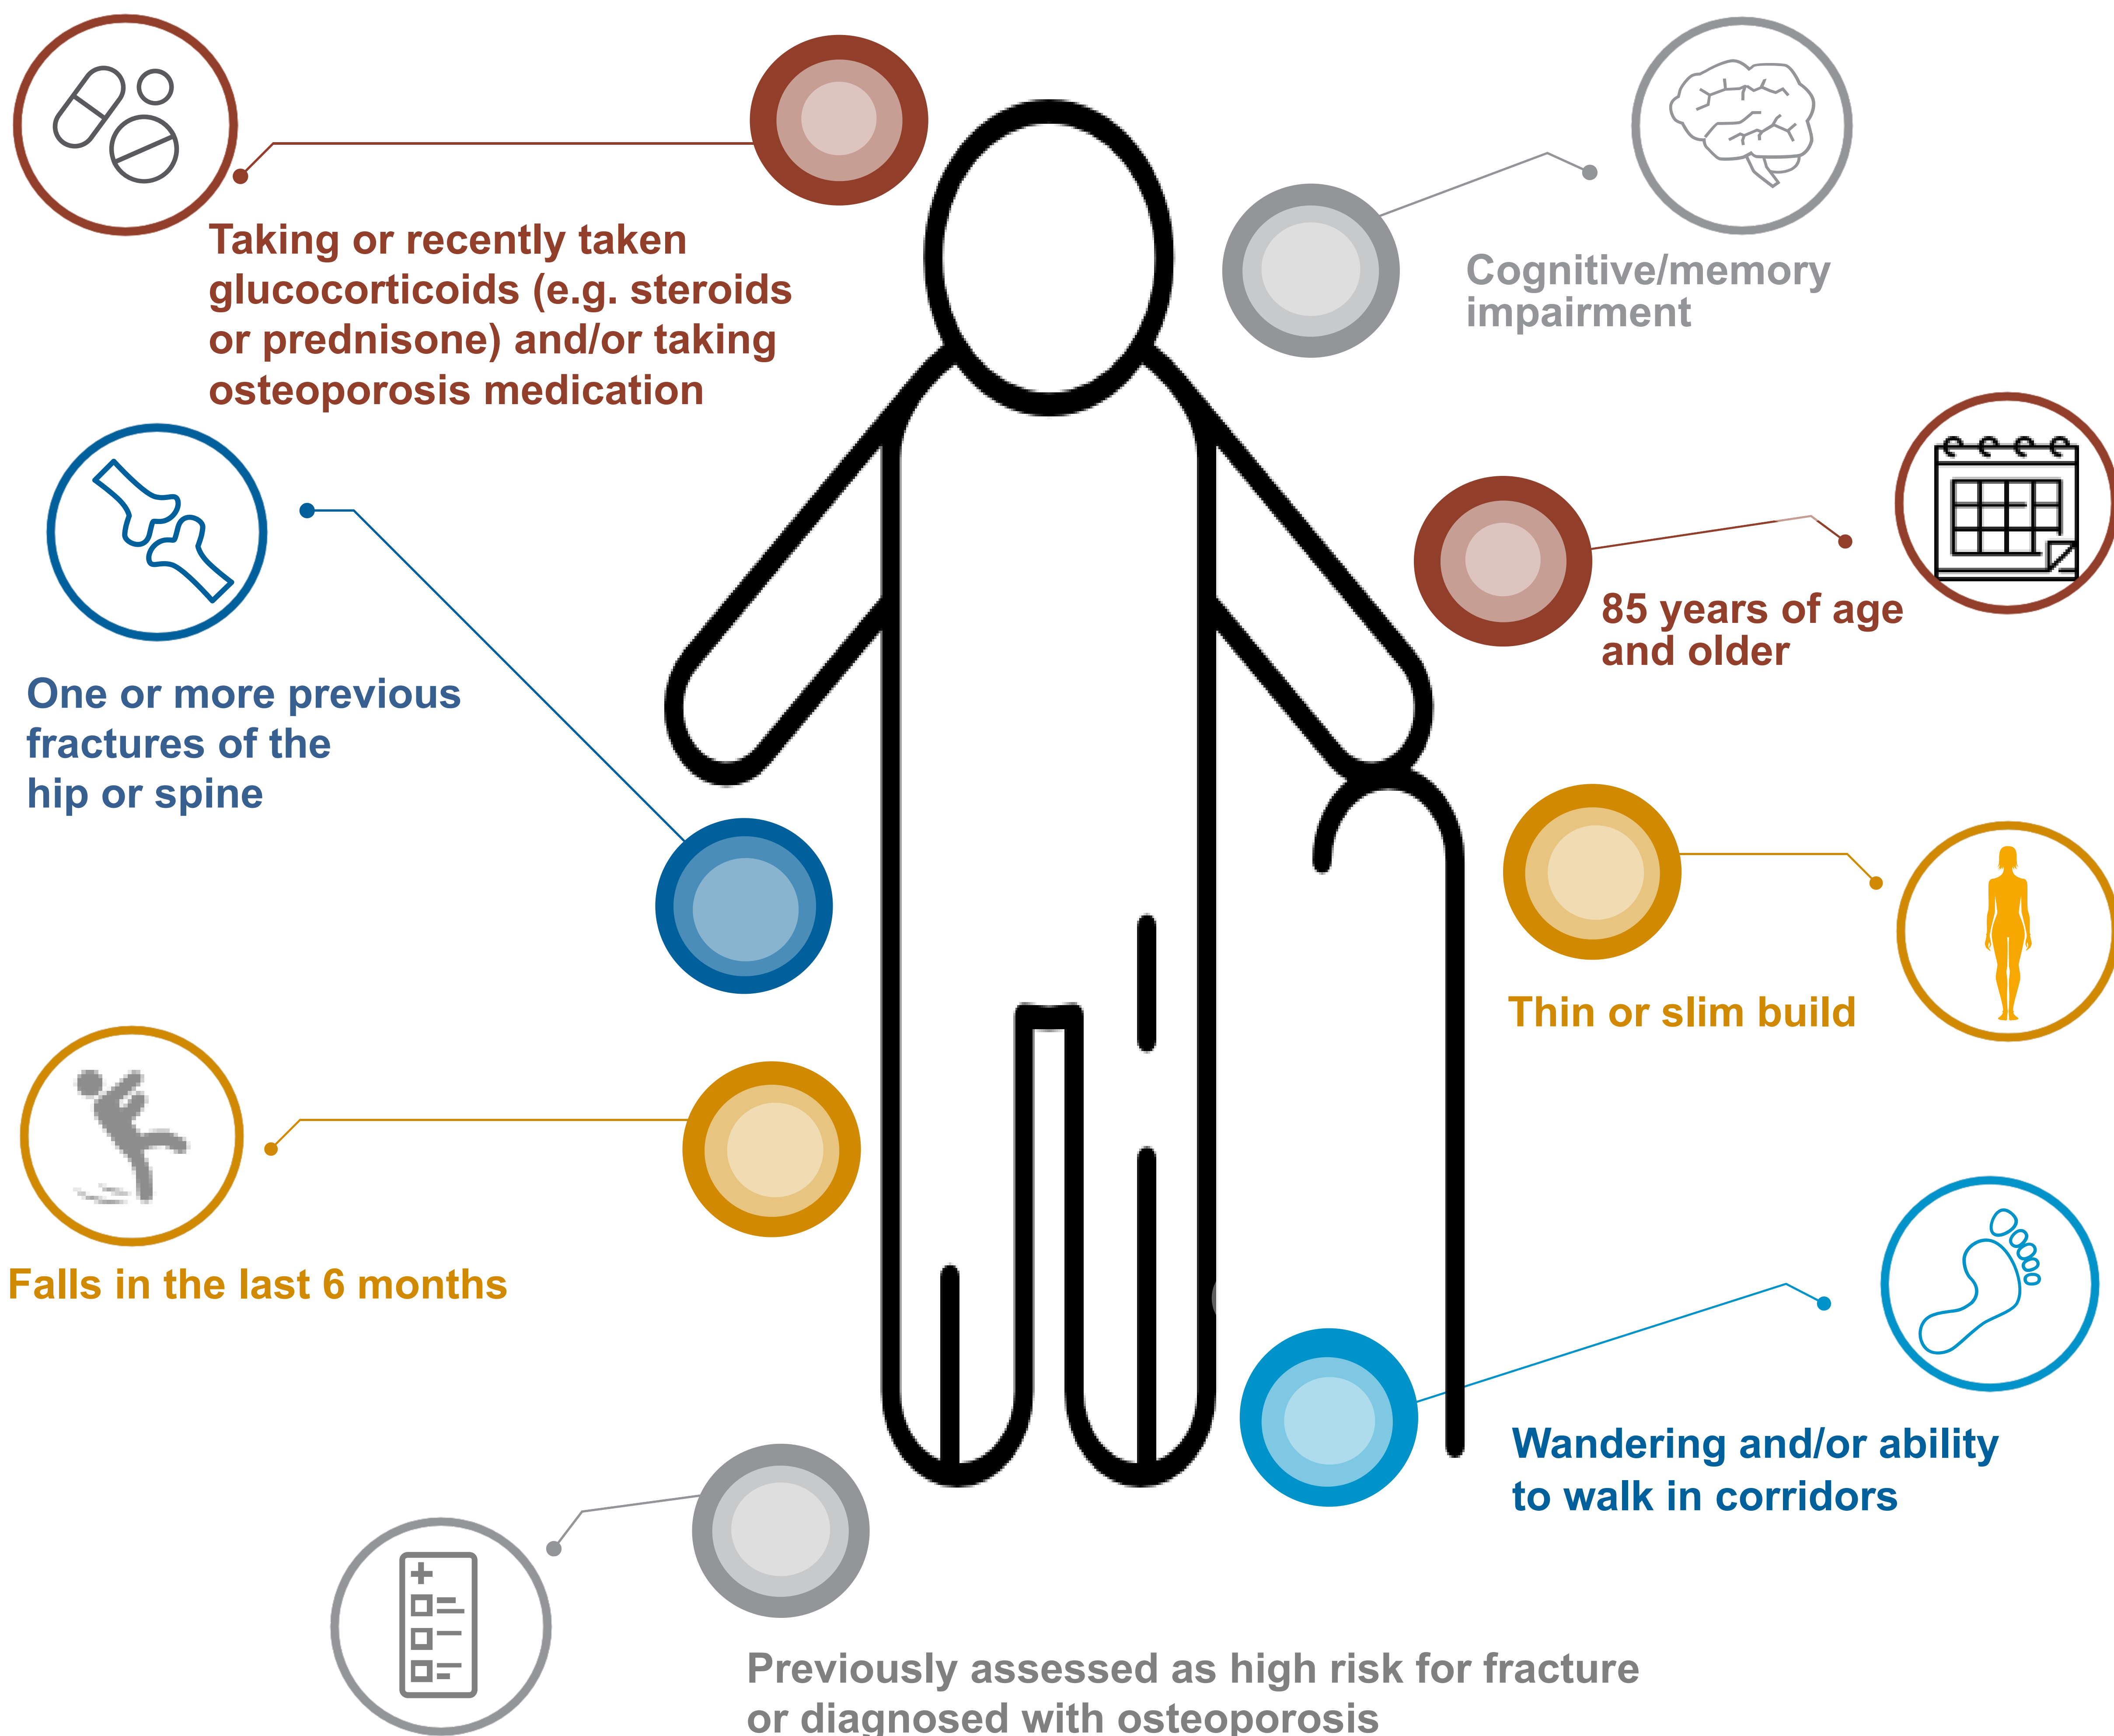 Taking or recently taken
glucocorticoids (e.g. steroids
or prednisone) and/or taking
osteoporosis medication
Cognitive/memory
impairment
One or more previous
fractures of the
hip or spine
85 years of age
and older
Thin or slim build
Falls in the last 6 months
Wandering and/or ability
to walk in corridors
Previously assessed as high risk for fracture
or diagnosed with osteoporosis